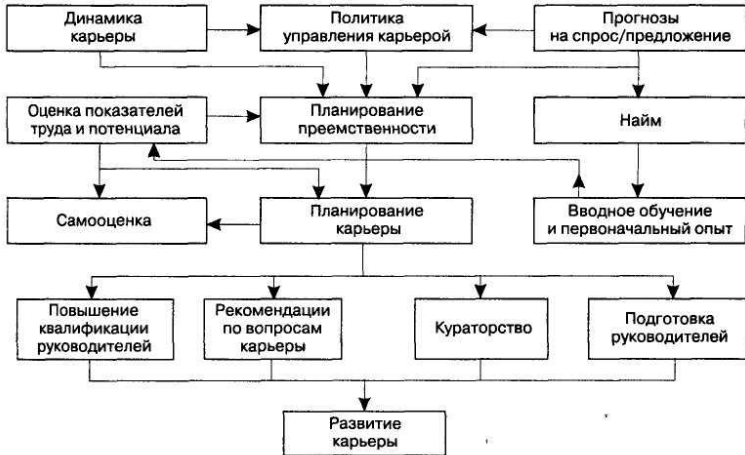 Динамика
карьеры
Политика
управления карьерой
Прогнозы
на спрос/предложение
Оценка показателей
труда и потенциала
Планирование
преемственности
Найм
Самооценка
Планирование
карьеры
Вводное обучение
и первоначальный опыт
Повышение
квалификации
руководителей
Рекомендации
по вопросам
карьеры
Кураторство
Подготовка
руководителей
Развитие
карьеры